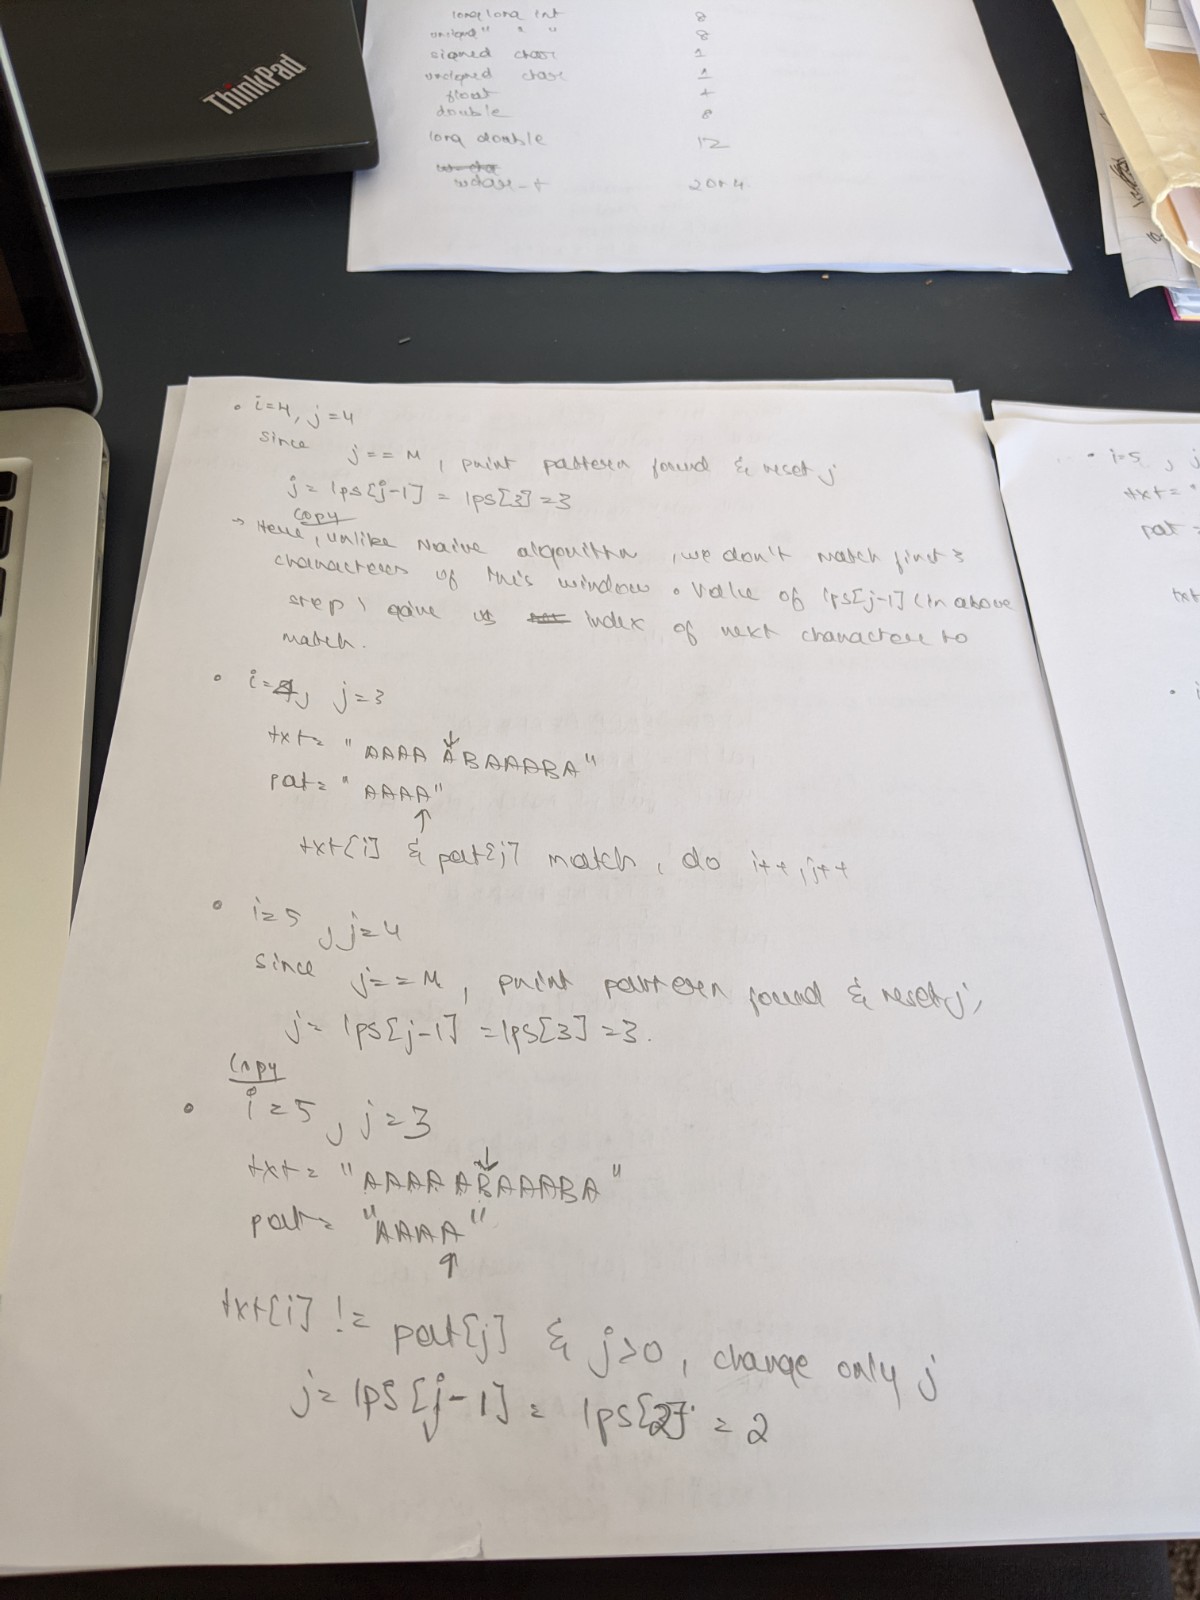 ThinkPad
long long int 8
unsigned " " " 8
signed char 1
unsigned char 1
float 4
double 8
long double 12
wchar_t 2 or 4
• i=4, j=4
since j == M, print pattern found & reset j
j = lps[j-1] = lps[3] = 3
Copy
→ Here, unlike Naive algorithm, we don't match first 3
characters of this window. Value of lps[j-1] (in above
step) gave us index of next character to
match.
• i=4, j=3
txt= "AAAAABAAABA"
pat= "AAAA"
txt[i] & pat[j] match, do i++, j++
• i=5, j=4
since j==M, print pattern found & reset j,
j= lps[j-1] = lps[3] = 3.
Copy
• i=5, j=3
txt= "AAAAABAAABA"
pat= "AAAA"
txt[i] != pat[j] & j>0, change only j
j= lps[j-1] = lps[2] = 2
• i=5, j
txt= "
pat =
txt
• i